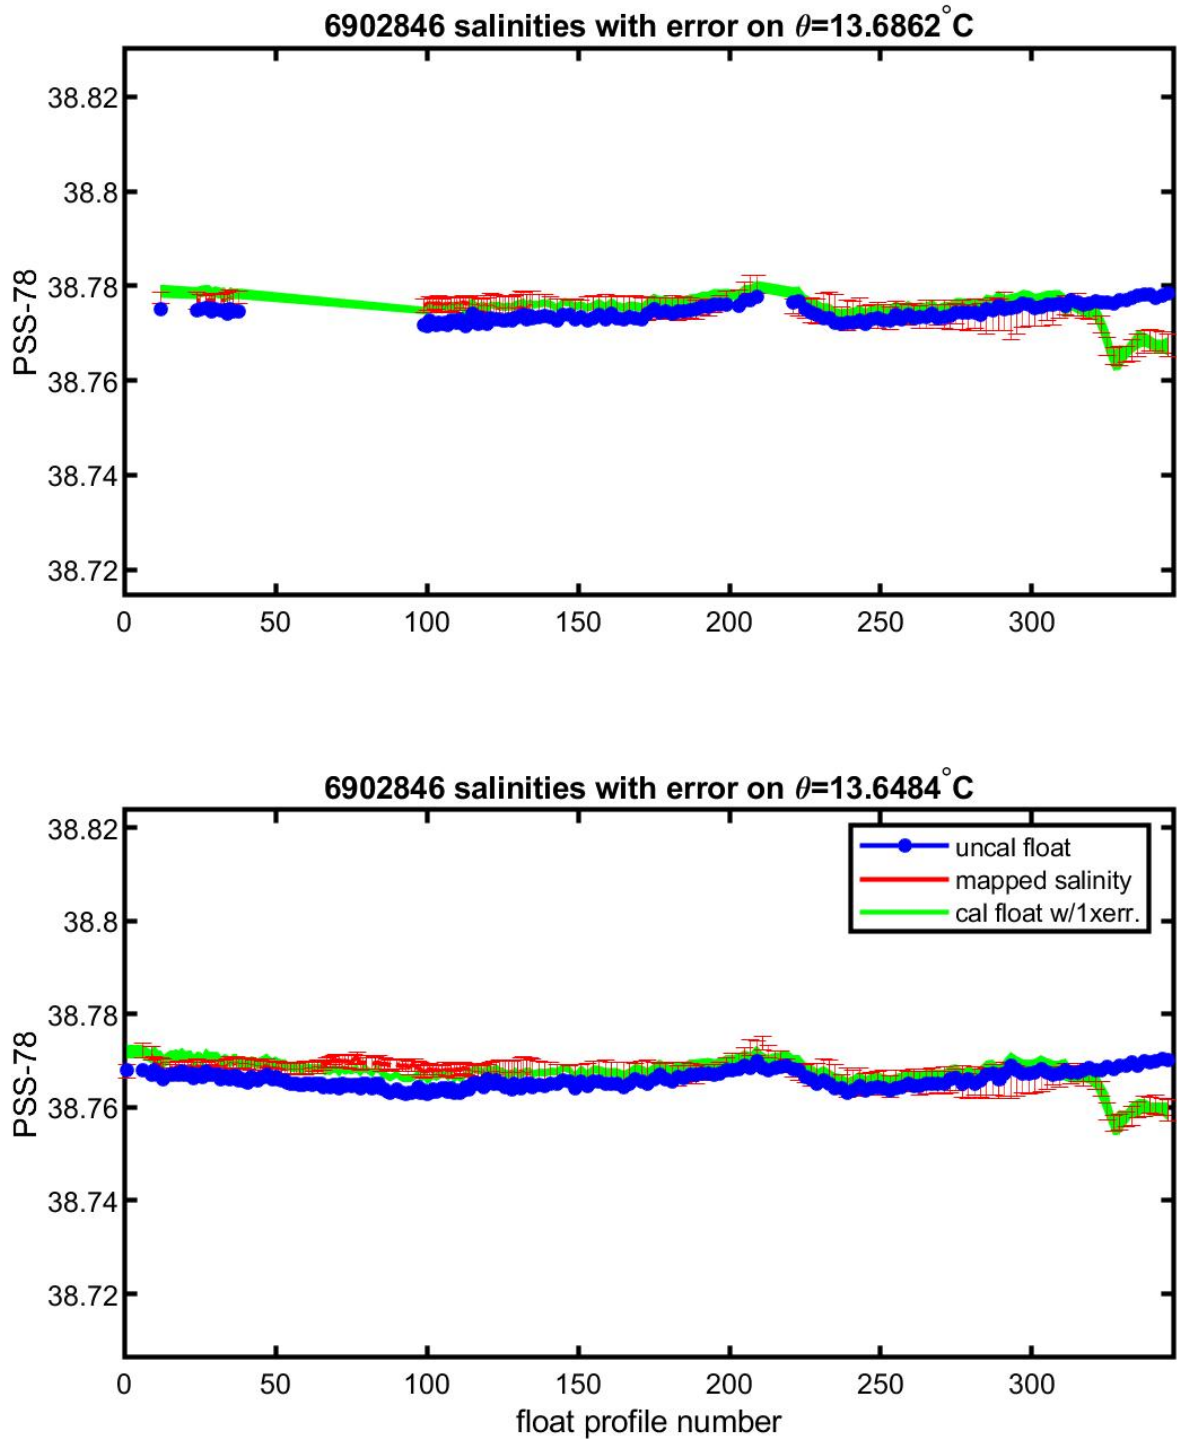 6902846 salinities with error on θ=13.6862°C
PSS-78
38.82
38.8
38.78
38.76
38.74
38.72
0 50 100 150 200 250 300
6902846 salinities with error on θ=13.6484°C
PSS-78
38.82
38.8
38.78
38.76
38.74
38.72
uncal float
mapped salinity
cal float w/1xerr.
0 50 100 150 200 250 300
float profile number